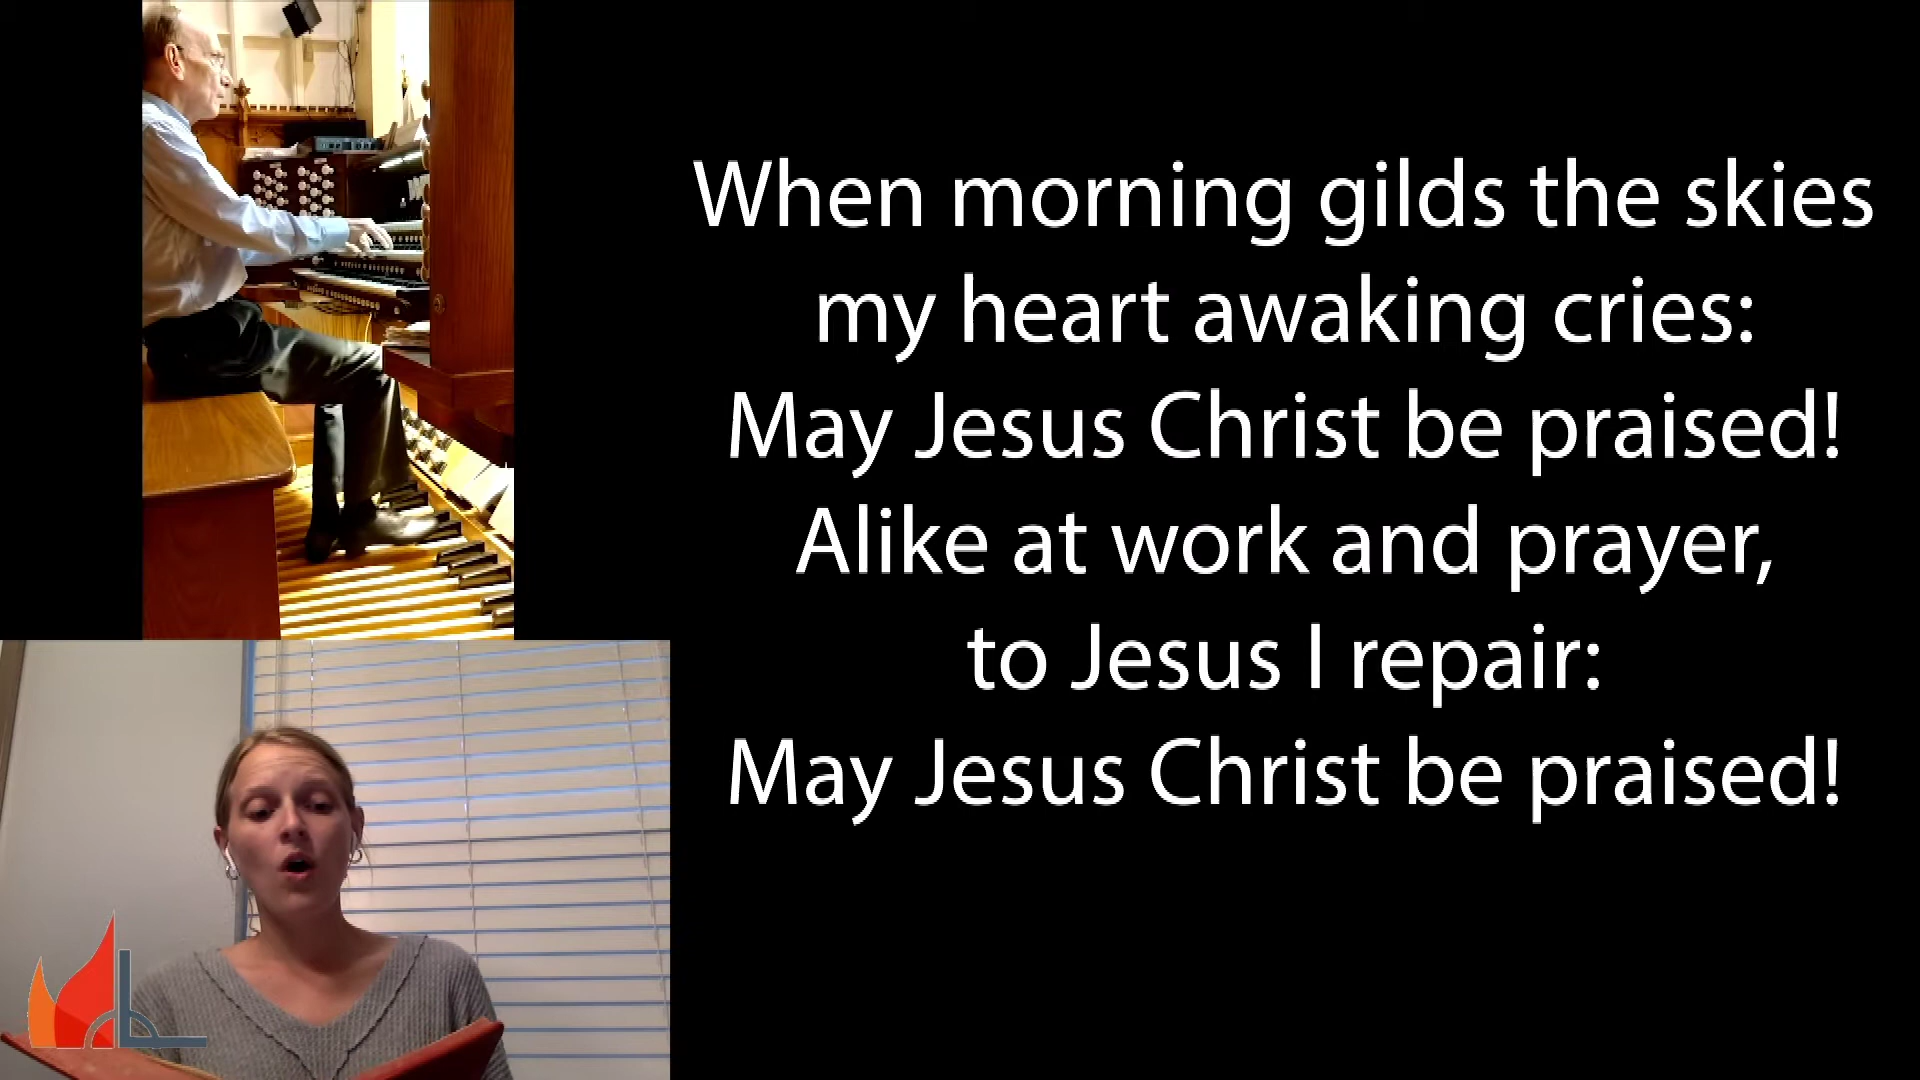 When morning gilds the skies
my heart awaking cries:
May Jesus Christ be praised!
Alike at work and prayer,
to Jesus I repair:
May Jesus Christ be praised!